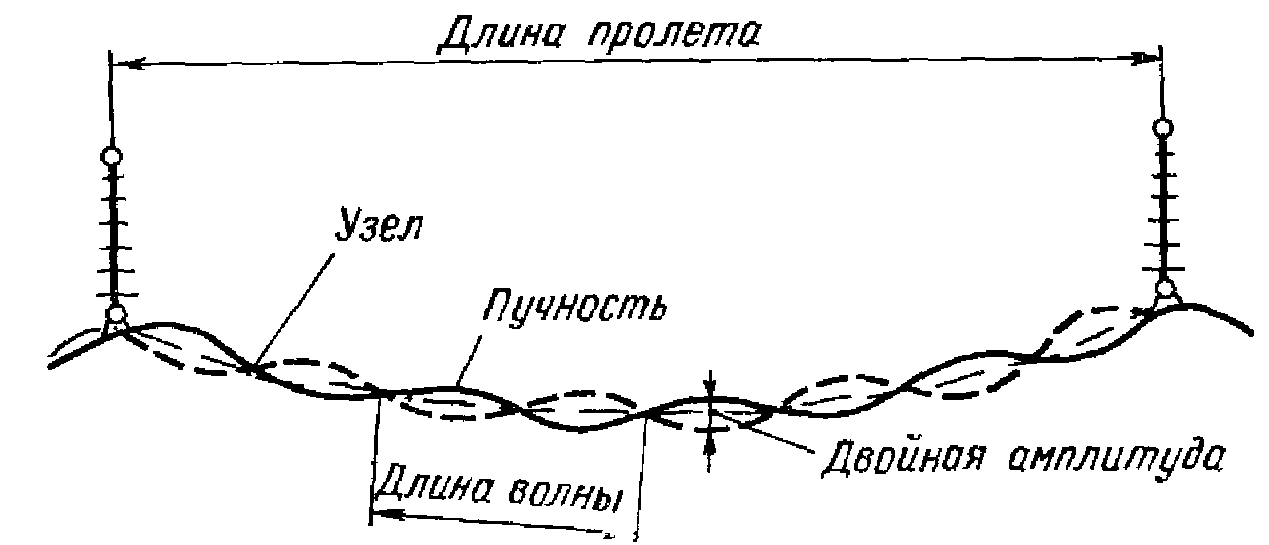 Длина пролета
Узел
Пучность
Двойная амплитуда
Длина волны